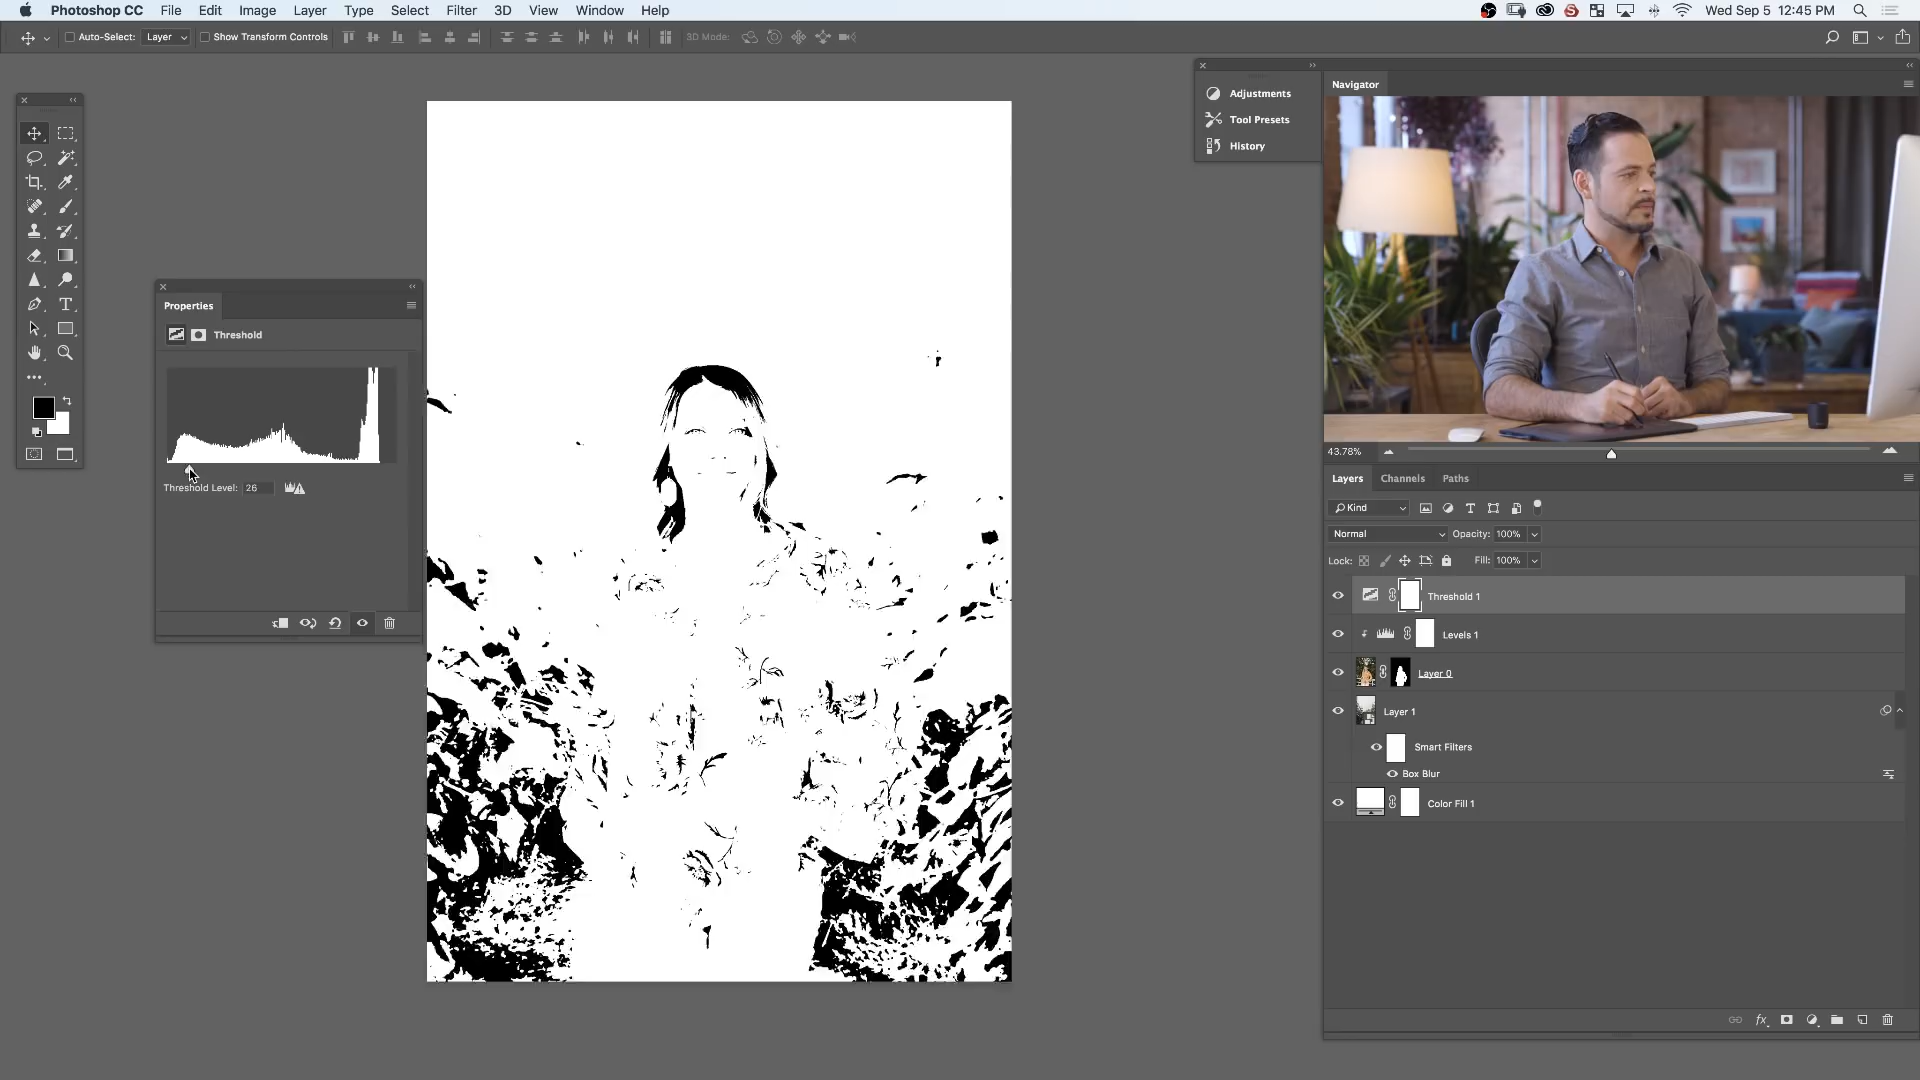 Photoshop CC File Edit Image Layer Type Select Filter 3D View Window Help Wed Sep 5 12:45 PM
Auto-Select: Layer Show Transform Controls 3D Mode:
Adjustments
Tool Presets
History
Navigator
43.78%
Properties
Threshold
Threshold Level: 26
Layers Channels Paths
Kind
Normal Opacity: 100%
Lock: Fill: 100%
Threshold 1
Levels 1
Layer 0
Layer 1
Smart Filters
Box Blur
Color Fill 1
fx